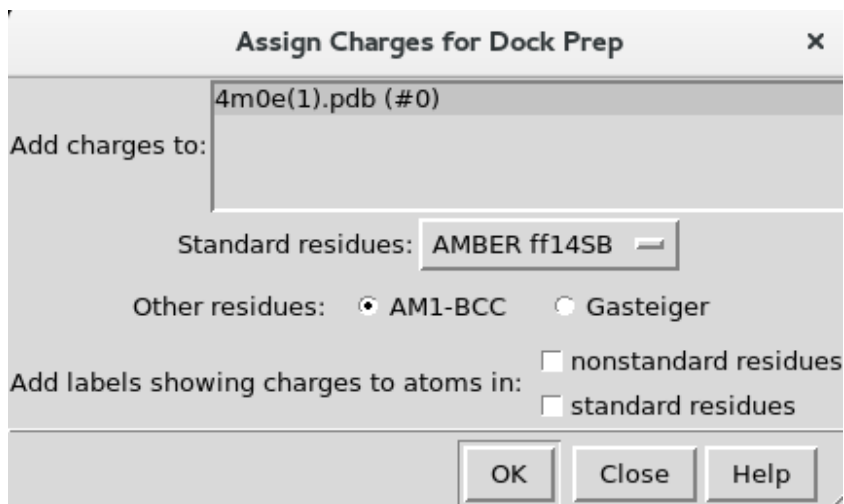 Assign Charges for Dock Prep ×
4m0e(1).pdb (#0)
Add charges to:
Standard residues: AMBER ff14SB
Other residues: AM1-BCC Gasteiger
Add labels showing charges to atoms in:
nonstandard residues
standard residues
OK Close Help